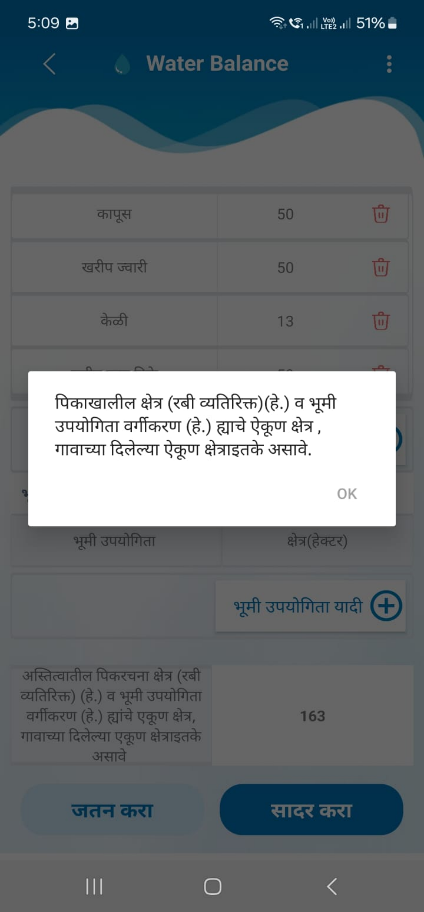 5:09
Vo)) LTE2
51%
Water Balance
कापूस 50
खरीप ज्वारी 50
केळी 13
पिकाखालील क्षेत्र (रबी व्यतिरिक्त)(हे.) व भूमी
उपयोगिता वर्गीकरण (हे.) ह्याचे ऐकूण क्षेत्र ,
गावाच्या दिलेल्या ऐकूण क्षेत्राइतके असावे.
OK
भूमी उपयोगिता क्षेत्र(हेक्टर)
भूमी उपयोगिता यादी
अस्तित्वातील पिकरचना क्षेत्र (रबी
व्यतिरिक्त) (हे.) व भूमी उपयोगिता
वर्गीकरण (हे.) ह्यांचे एकूण क्षेत्र,
गावाच्या दिलेल्या एकूण क्षेत्राइतके
असावे
163
जतन करा सादर करा